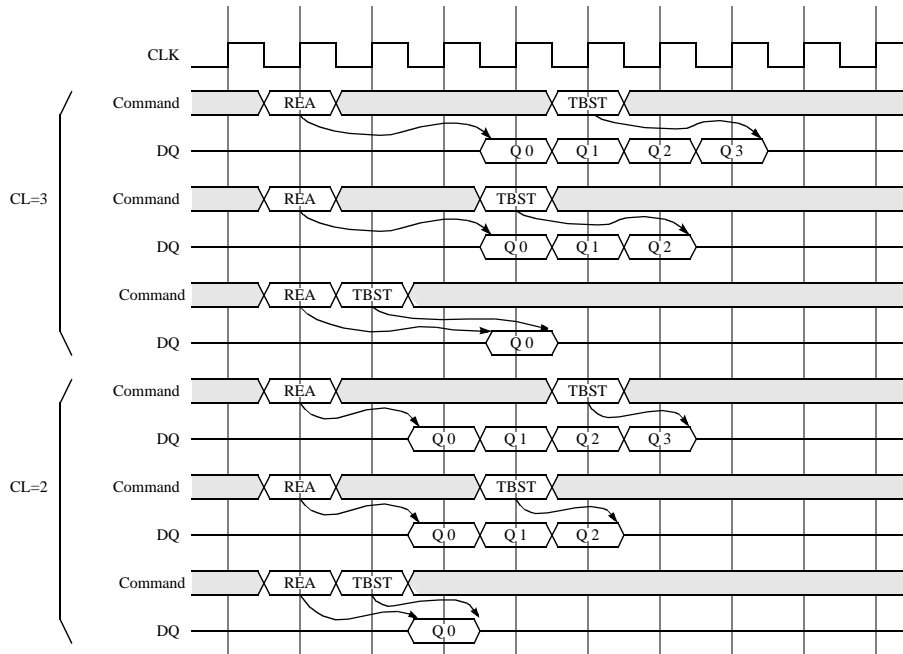 CLK
Command REA TBST
DQ Q 0 Q 1 Q 2 Q 3
CL=3
Command REA TBST
DQ Q 0 Q 1 Q 2
Command REA TBST
DQ Q 0
Command REA TBST
DQ Q 0 Q 1 Q 2 Q 3
CL=2
Command REA TBST
DQ Q 0 Q 1 Q 2
Command REA TBST
DQ Q 0